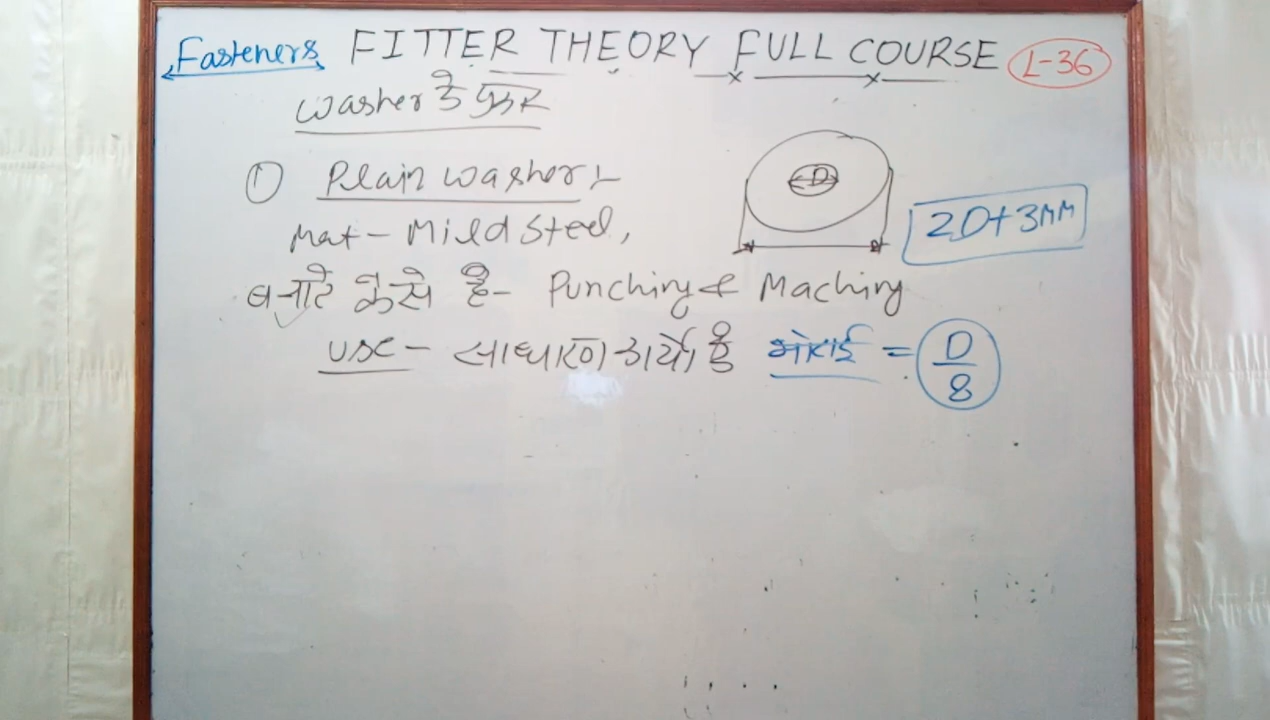 Fasteners FITTER THEORY FULL COURSE L-36
washer के प्रकार
① Plain washer :-
D
2D+3MM
Mat - Mild Steel,
बनाते कैसे है - Punching & Maching
use - साधारण कार्यो मोटाई = D/8